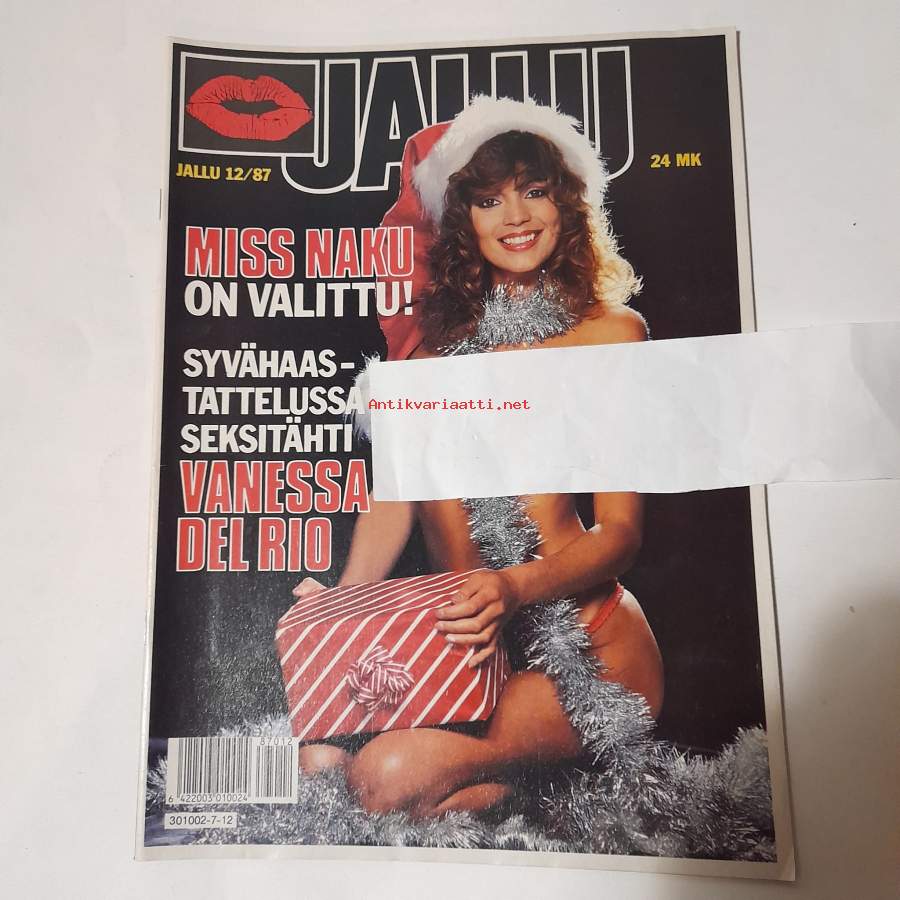 JALLU
JALLU 12/87
24 MK
MISS NAKU
ON VALITTU!
SYVÄHAAS-
TATTELUSSA
SEKSITÄHTI
VANESSA
DEL RIO
Antikvariaatti.net
87012
6 422003 010024
301002-7-12